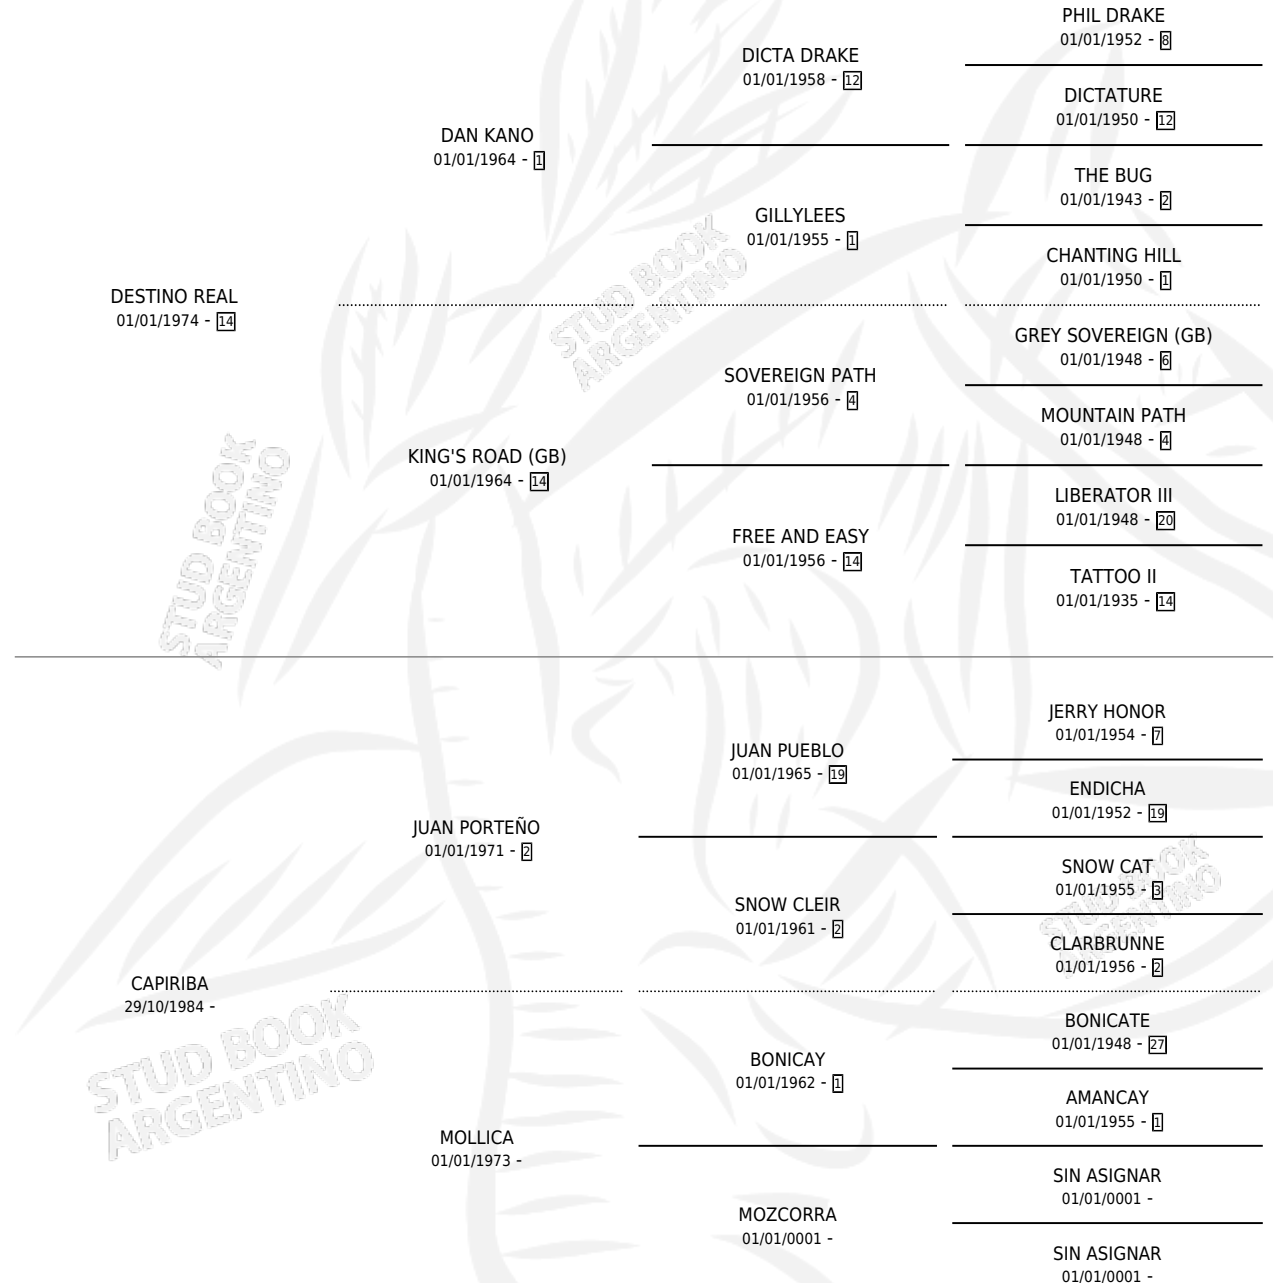 PHIL DRAKE
01/01/1952 - 8
DICTA DRAKE
01/01/1958 - 12
DICTATURE
01/01/1950 - 12
DAN KANO
01/01/1964 - 1
THE BUG
01/01/1943 - 2
GILLYLEES
01/01/1955 - 1
CHANTING HILL
01/01/1950 - 1
DESTINO REAL
01/01/1974 - 14
GREY SOVEREIGN (GB)
01/01/1948 - 6
SOVEREIGN PATH
01/01/1956 - 4
MOUNTAIN PATH
01/01/1948 - 4
KING'S ROAD (GB)
01/01/1964 - 14
LIBERATOR III
01/01/1948 - 20
FREE AND EASY
01/01/1956 - 14
TATTOO II
01/01/1935 - 14
JERRY HONOR
01/01/1954 - 7
JUAN PUEBLO
01/01/1965 - 19
ENDICHA
01/01/1952 - 19
JUAN PORTEÑO
01/01/1971 - 2
SNOW CAT
01/01/1955 - 3
SNOW CLEIR
01/01/1961 - 2
CLARBRUNNE
01/01/1956 - 2
CAPIRIBA
29/10/1984 -
BONICATE
01/01/1948 - 27
BONICAY
01/01/1962 - 1
AMANCAY
01/01/1955 - 1
MOLLICA
01/01/1973 -
SIN ASIGNAR
01/01/0001 -
MOZCORRA
01/01/0001 -
SIN ASIGNAR
01/01/0001 -
STUD BOOK
ARGENTINO
STUD BOOK
ARGENTINO
STUD BOOK
ARGENTINO
STUD BOOK
ARGENTINO